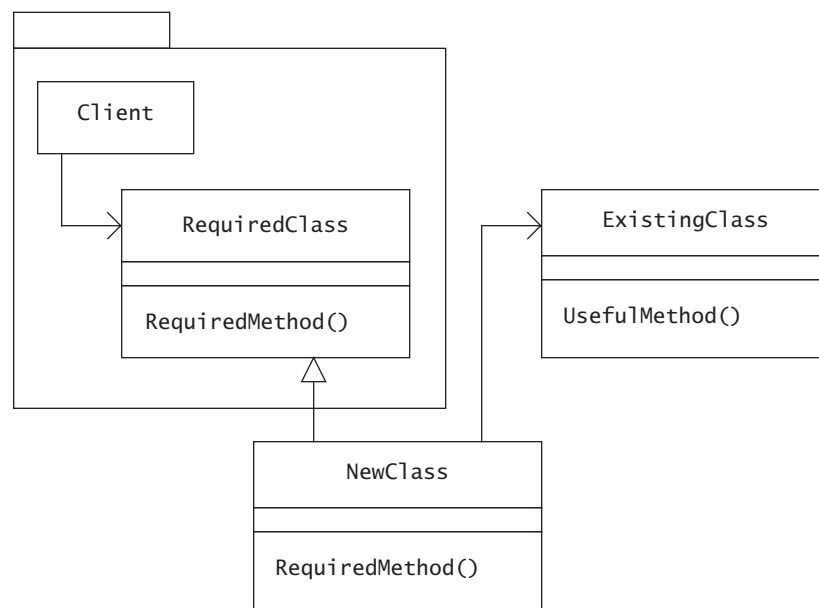 Client
RequiredClass
RequiredMethod()
ExistingClass
UsefulMethod()
NewClass
RequiredMethod()